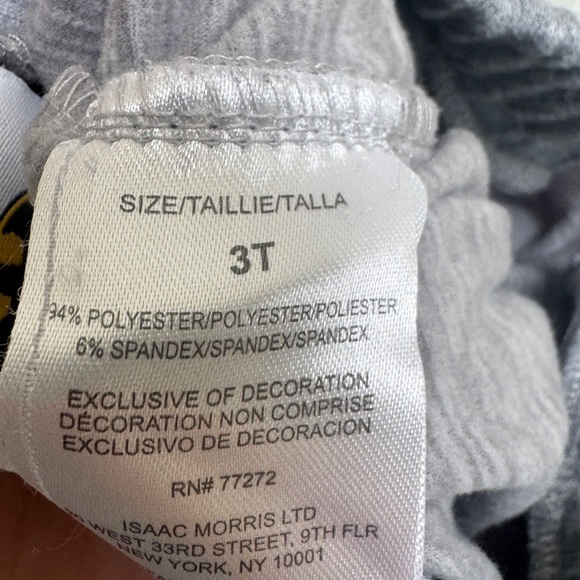 SIZE/TAILLIE/TALLA
3T
94% POLYESTER/POLYESTER/POLIESTER
6% SPANDEX/SPANDEX/SPANDEX
EXCLUSIVE OF DECORATION
DÉCORATION NON COMPRISE
EXCLUSIVO DE DECORACION
RN# 77272
ISAAC MORRIS LTD
WEST 33RD STREET, 9TH FLR
NEW YORK, NY 10001